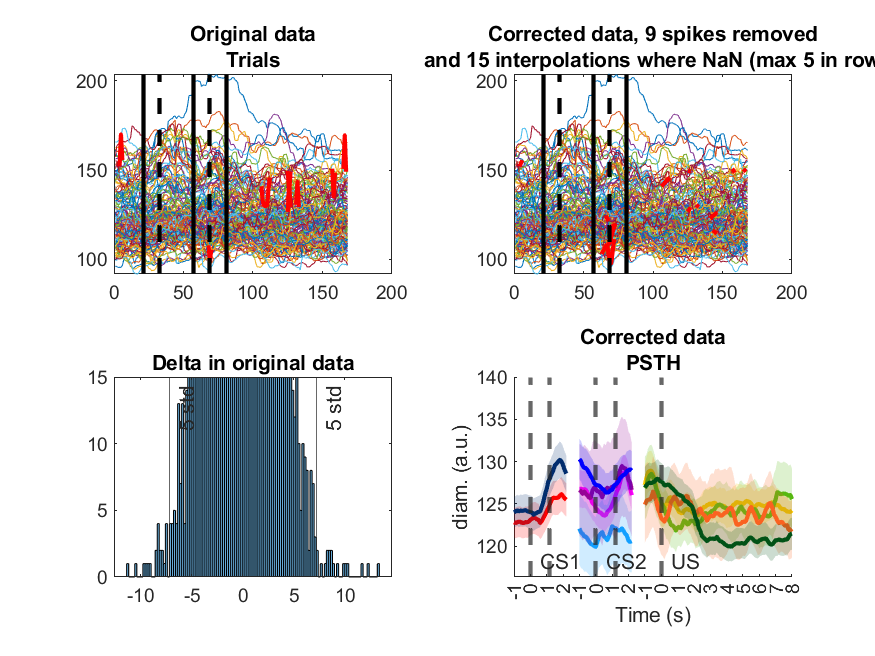 Original data
Trials
200
150
100
0
50
100
150
200
Corrected data, 9 spikes removed
and 15 interpolations where NaN (max 5 in row
200
150
100
0
50
100
150
200
Delta in original data
15
10
5
0
-10
-5
0
5
10
5 std
5 std
Corrected data
PSTH
140
135
130
125
120
diam. (a.u.)
CS1
CS2
US
-1 0 1 2 -1 0 1 2 -1 0 1 2 3 4 5 6 7 8
Time (s)